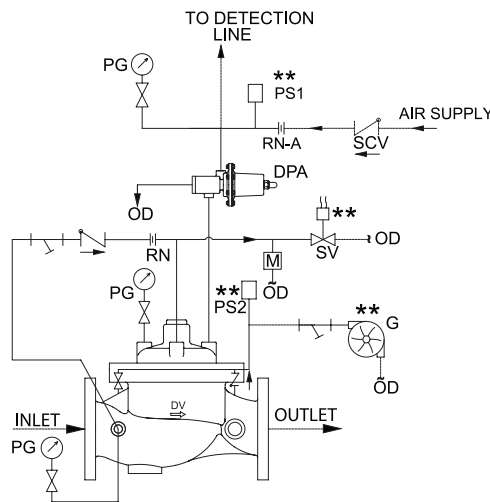 TO DETECTION
LINE
PG
**
PS1
AIR SUPPLY
RN-A
SCV
DPA
OD
**
RN
SV
OD
M
PG
**
PS2
OD
**
G
OD
DV
INLET
OUTLET
PG